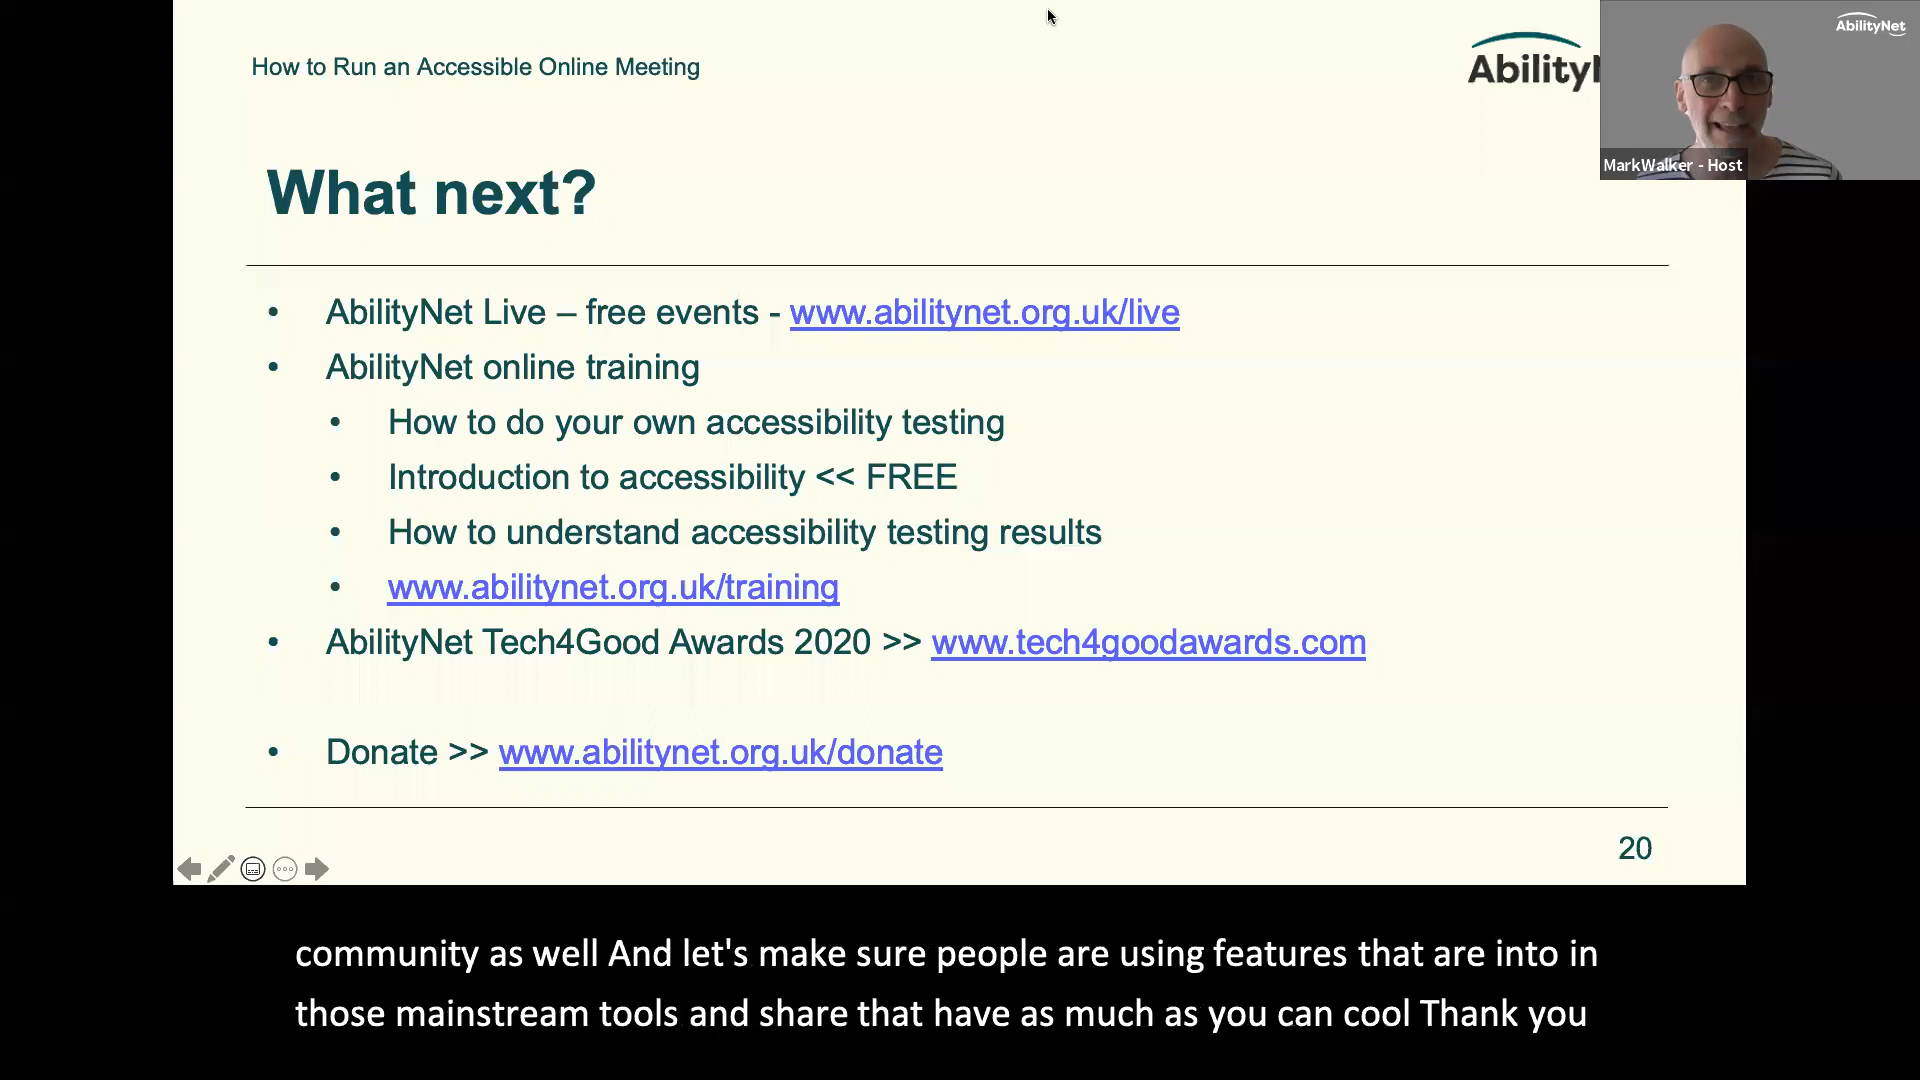 How to Run an Accessible Online Meeting
Ability
AbilityNet
MarkWalker - Host
What next?
• AbilityNet Live – free events - www.abilitynet.org.uk/live
• AbilityNet online training
• How to do your own accessibility testing
• Introduction to accessibility << FREE
• How to understand accessibility testing results
• www.abilitynet.org.uk/training
• AbilityNet Tech4Good Awards 2020 >> www.tech4goodawards.com
• Donate >> www.abilitynet.org.uk/donate
20
community as well And let's make sure people are using features that are into in
those mainstream tools and share that have as much as you can cool Thank you